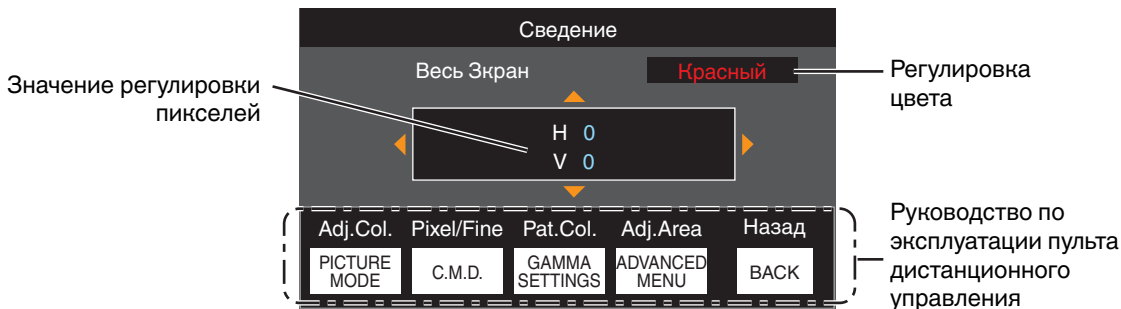 Сведение
Весь Зкран
Красный
Значение регулировки
пикселей
Регулировка
цвета
H 0
V 0
Adj.Col. Pixel/Fine Pat.Col. Adj.Area Назад
PICTURE
MODE
C.M.D.
GAMMA
SETTINGS
ADVANCED
MENU
BACK
Руководство по
эксплуатации пульта
дистанционного
управления